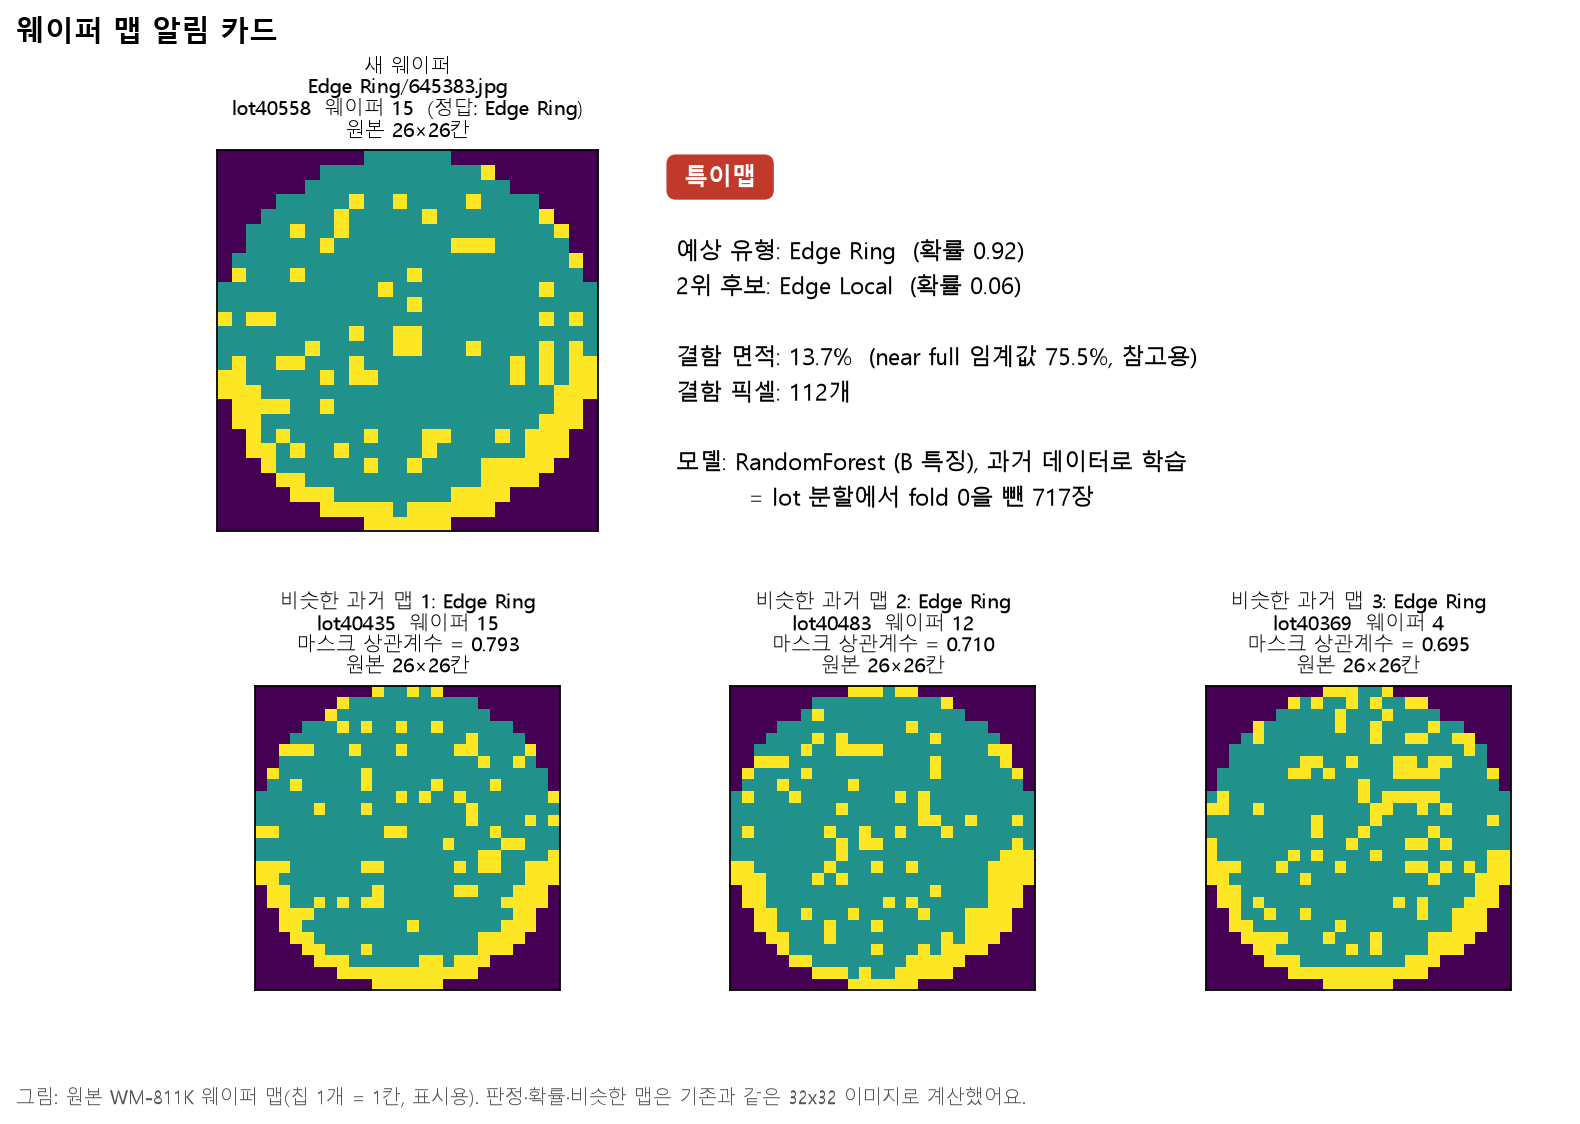 웨이퍼 맵 알림 카드
새 웨이퍼
Edge Ring/645383.jpg
lot40558 웨이퍼 15 (정답: Edge Ring)
원본 26×26칸
특이맵
예상 유형: Edge Ring (확률 0.92)
2위 후보: Edge Local (확률 0.06)
결함 면적: 13.7% (near full 임계값 75.5%, 참고용)
결함 픽셀: 112개
모델: RandomForest (B 특징), 과거 데이터로 학습
= lot 분할에서 fold 0을 뺀 717장
비슷한 과거 맵 1: Edge Ring
lot40435 웨이퍼 15
마스크 상관계수 = 0.793
원본 26×26칸
비슷한 과거 맵 2: Edge Ring
lot40483 웨이퍼 12
마스크 상관계수 = 0.710
원본 26×26칸
비슷한 과거 맵 3: Edge Ring
lot40369 웨이퍼 4
마스크 상관계수 = 0.695
원본 26×26칸
그림: 원본 WM-811K 웨이퍼 맵(칩 1개 = 1칸, 표시용). 판정·확률·비슷한 맵은 기존과 같은 32x32 이미지로 계산했어요.